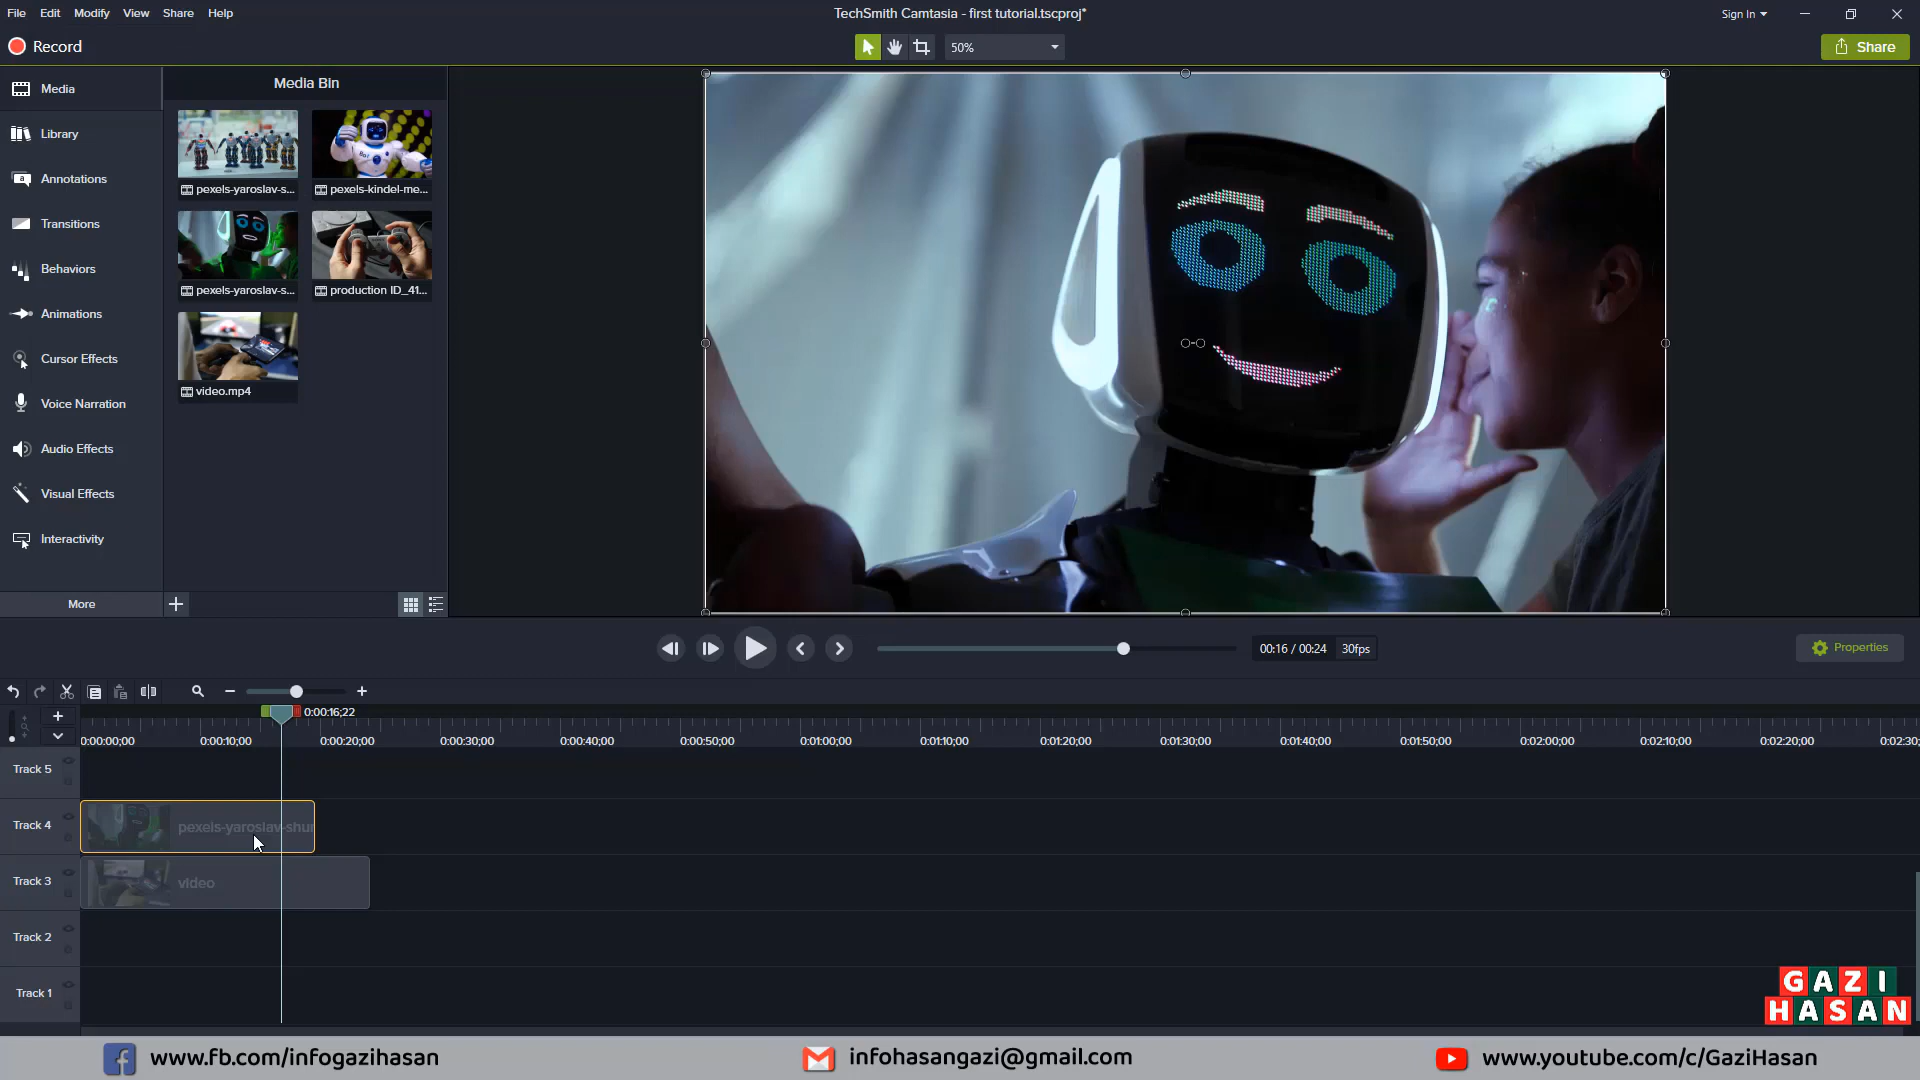 File Edit Modify View Share Help
TechSmith Camtasia - first tutorial.tscproj*
Sign In
Record
50%
Share
Media
Library
Annotations
Transitions
Behaviors
Animations
Cursor Effects
Voice Narration
Audio Effects
Visual Effects
Interactivity
More
Media Bin
pexels-yaroslav-s...
pexels-kindel-me...
pexels-yaroslav-s...
production ID_41...
video.mp4
00:16 / 00:24
30fps
Properties
0:00:16;22
0:00:00;00 0:00:10;00 0:00:20;00 0:00:30;00 0:00:40;00 0:00:50;00 0:01:00;00 0:01:10;00 0:01:20;00 0:01:30;00 0:01:40;00 0:01:50;00 0:02:00;00 0:02:10;00 0:02:20;00 0:02:30;
Track 5
Track 4
pexels-yaroslav-shur
Track 3
video
Track 2
Track 1
GAZI
HASAN
www.fb.com/infogazihasan
infohasangazi@gmail.com
www.youtube.com/c/GaziHasan